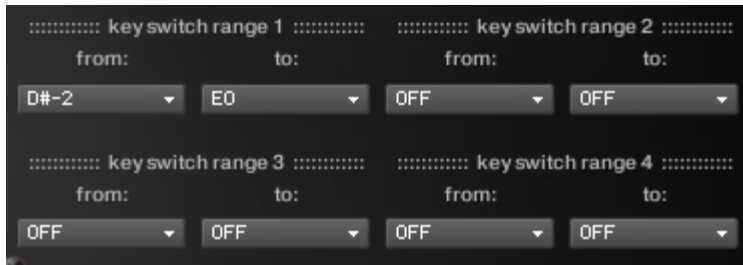 :::::::::::: key switch range 1 :::::::::::: :::::::::::: key switch range 2 ::::::::::::
from: to: from: to:
D#-2 E0 OFF OFF
:::::::::::: key switch range 3 :::::::::::: :::::::::::: key switch range 4 ::::::::::::
from: to: from: to:
OFF OFF OFF OFF